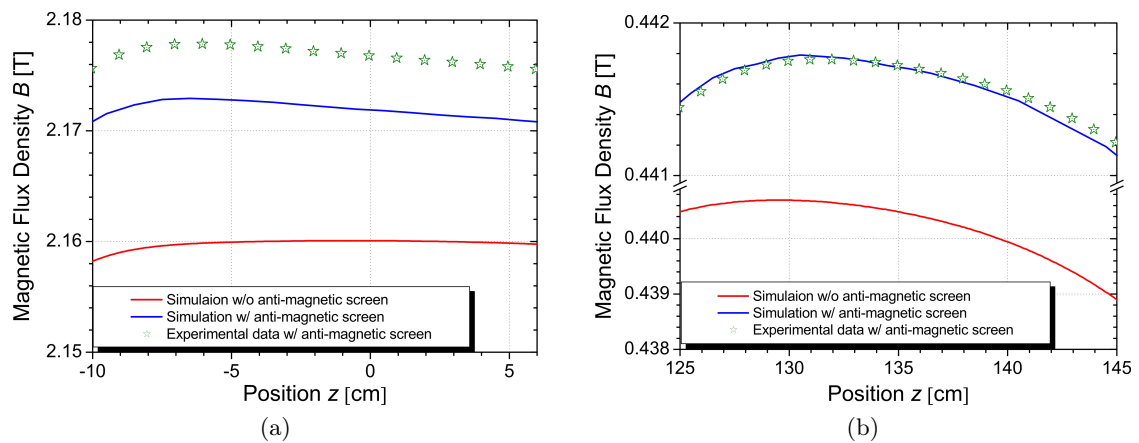 2.18
2.17
2.16
2.15
Magnetic Flux Density B [T]
Simulaion w/o anti-magnetic screen
Simulation w/ anti-magnetic screen
Experimental data w/ anti-magnetic screen
-10 -5 0 5
Position z [cm]
(a)
0.442
0.441
0.440
0.439
0.438
Magnetic Flux Density B [T]
Simulaion w/o anti-magnetic screen
Simulation w/ anti-magnetic screen
Experimental data w/ anti-magnetic screen
125 130 135 140 145
Position z [cm]
(b)